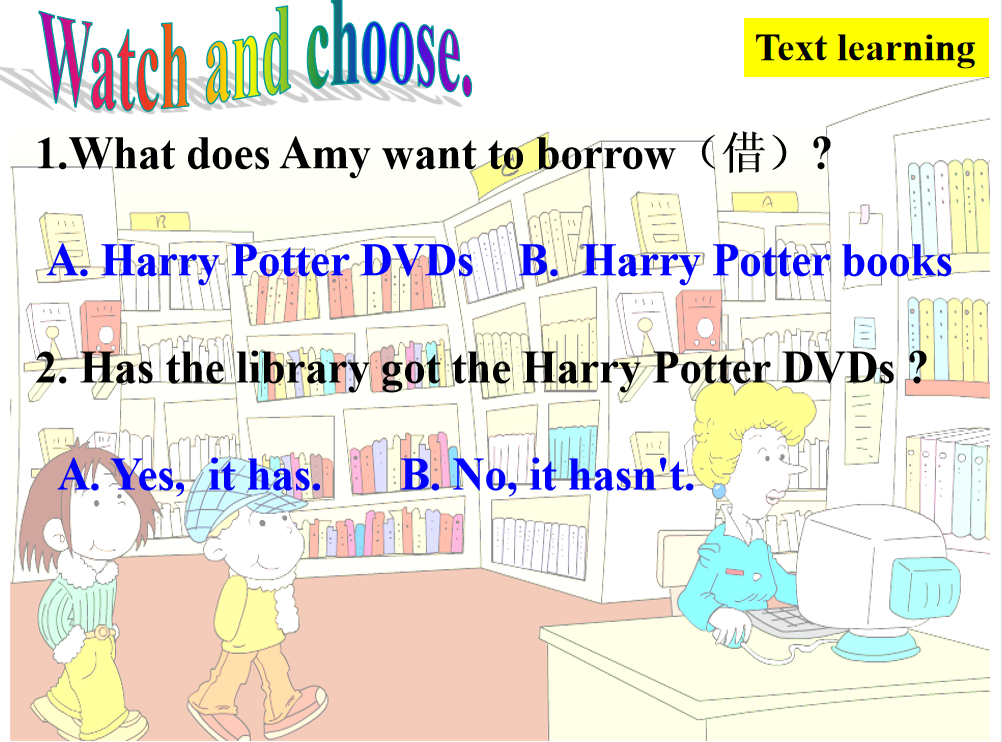 Watch and choose.
Text learning
1.What does Amy want to borrow（借）?
A. Harry Potter DVDs B. Harry Potter books
2. Has the library got the Harry Potter DVDs ?
A. Yes, it has. B. No, it hasn't.
B
A